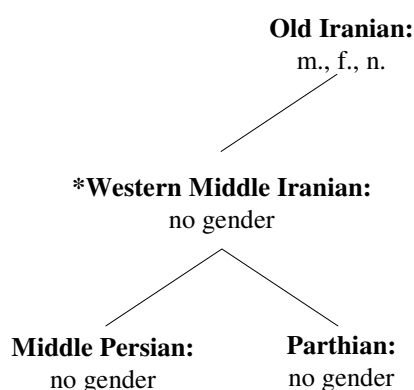 Old Iranian:
m., f., n.
*Western Middle Iranian:
no gender
Middle Persian:
no gender
Parthian:
no gender